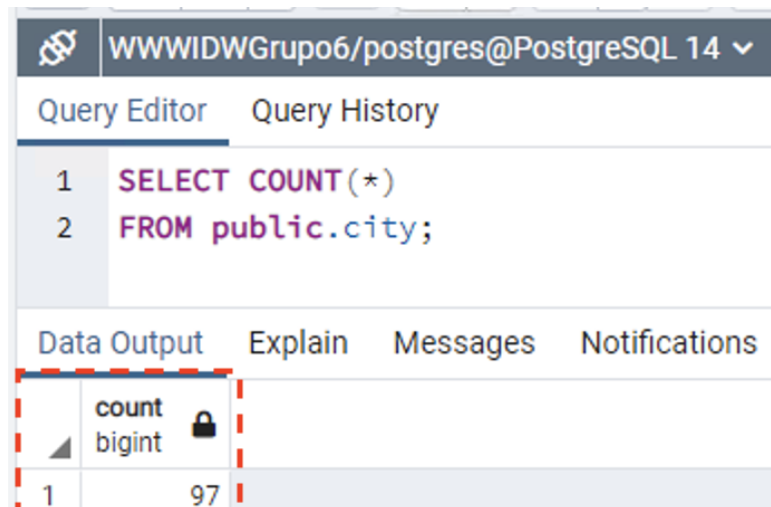 WWWIDWGrupo6/postgres@PostgreSQL 14
Query Editor Query History
1 SELECT COUNT(*)
2 FROM public.city;
Data Output Explain Messages Notifications
count
bigint
1 97